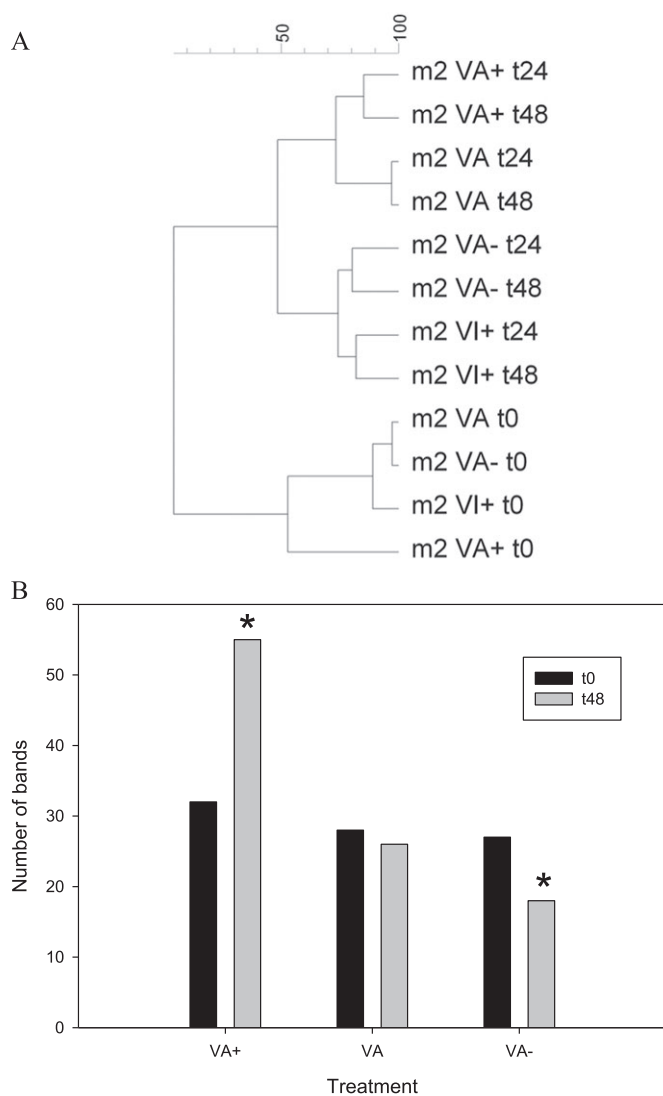 A
50
100
m2 VA+ t24
m2 VA+ t48
m2 VA t24
m2 VA t48
m2 VA- t24
m2 VA- t48
m2 VI+ t24
m2 VI+ t48
m2 VA t0
m2 VA- t0
m2 VI+ t0
m2 VA+ t0
B
60
50
40
30
20
10
0
Number of bands
*
*
t0
t48
VA+
VA
VA-
Treatment